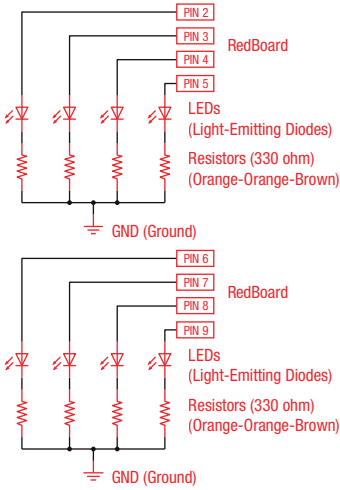 PIN 2
PIN 3
RedBoard
PIN 4
PIN 5
LEDs
(Light-Emitting Diodes)
Resistors (330 ohm)
(Orange-Orange-Brown)
GND (Ground)
PIN 6
PIN 7
RedBoard
PIN 8
PIN 9
LEDs
(Light-Emitting Diodes)
Resistors (330 ohm)
(Orange-Orange-Brown)
GND (Ground)